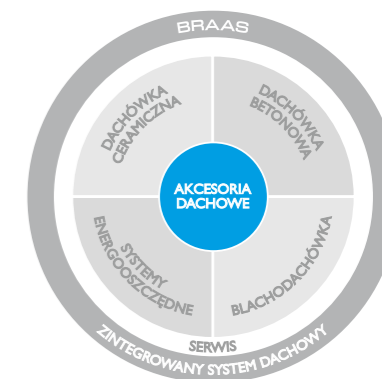 BRAAS
DACHÓWKA
CERAMICZNA
DACHÓWKA
BETONOWA
AKCESORIA
DACHOWE
SYSTEMY
ENERGOOSZCZĘDNE
BLACHODACHÓWKA
SERWIS
ZINTEGROWANY SYSTEM DACHOWY